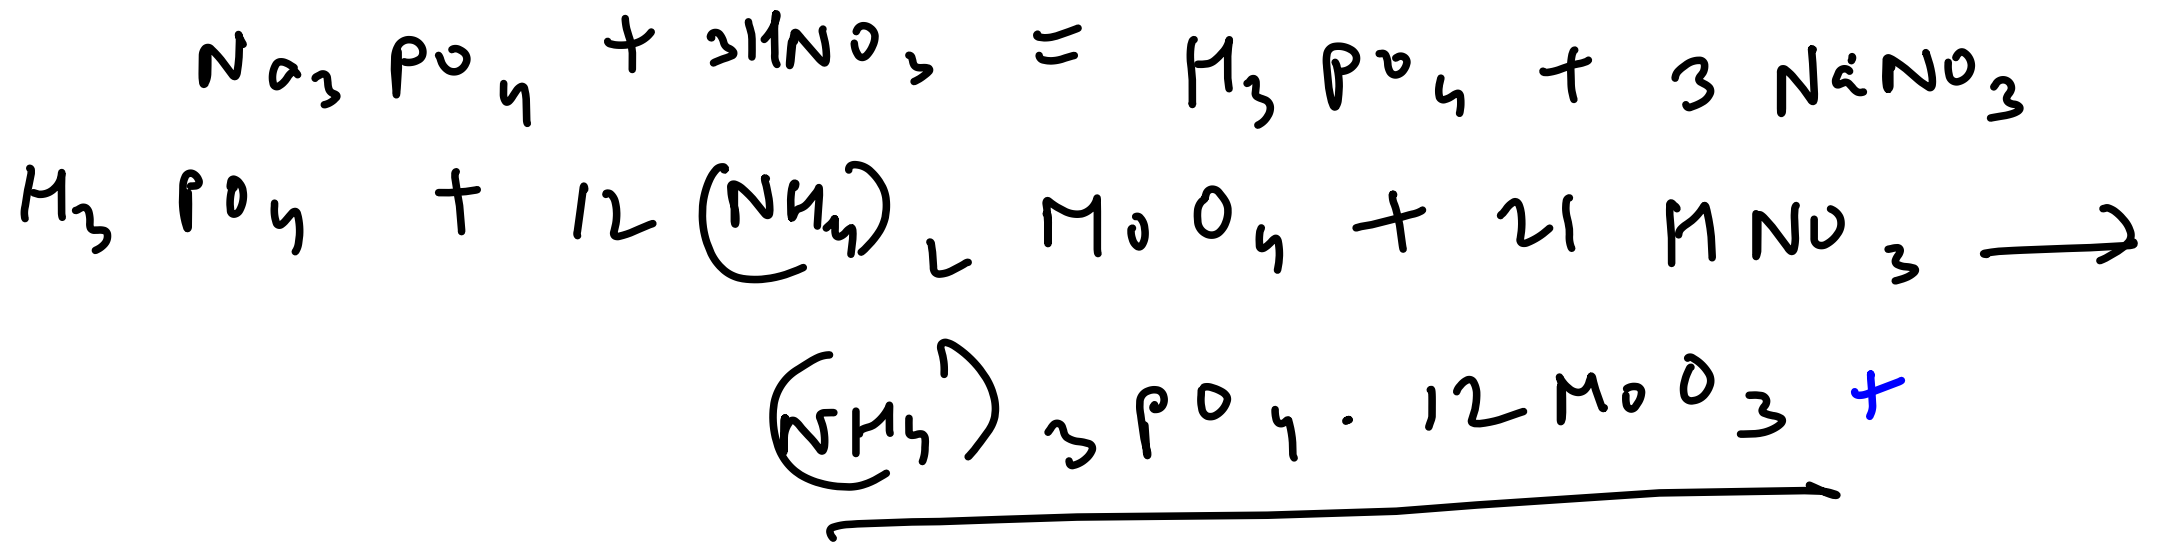 Na₃PO₄ + 3HNO₃ = H₃PO₄ + 3NaNO₃
H₃PO₄ + 12(NH₄)₂MoO₄ + 21HNO₃ →
(NH₄)₃PO₄·12MoO₃ +